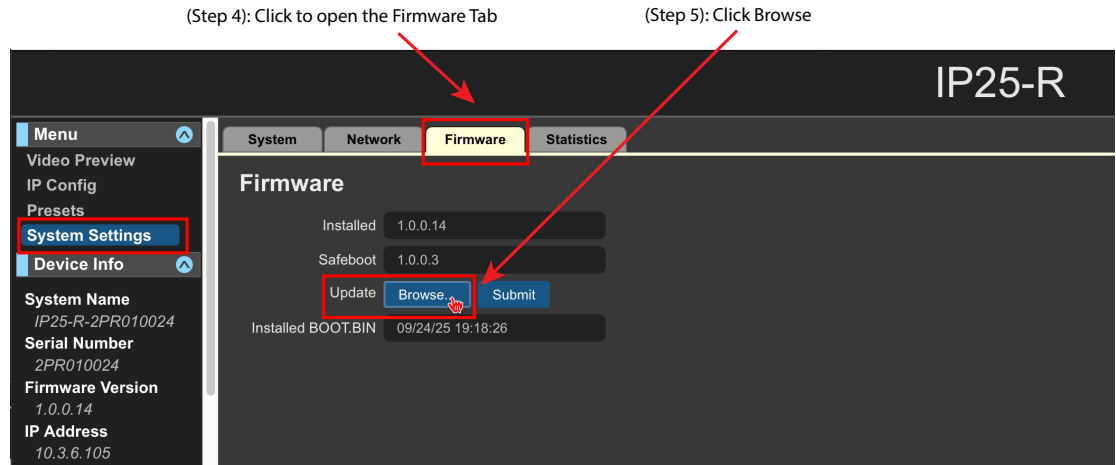 (Step 4): Click to open the Firmware Tab
(Step 5): Click Browse
IP25-R
Menu
Video Preview
IP Config
Presets
System Settings
Device Info
System Name
IP25-R-2PR010024
Serial Number
2PR010024
Firmware Version
1.0.0.14
IP Address
10.3.6.105
System Network Firmware Statistics
Firmware
Installed 1.0.0.14
Safeboot 1.0.0.3
Update Browse... Submit
Installed BOOT.BIN 09/24/25 19:18:26